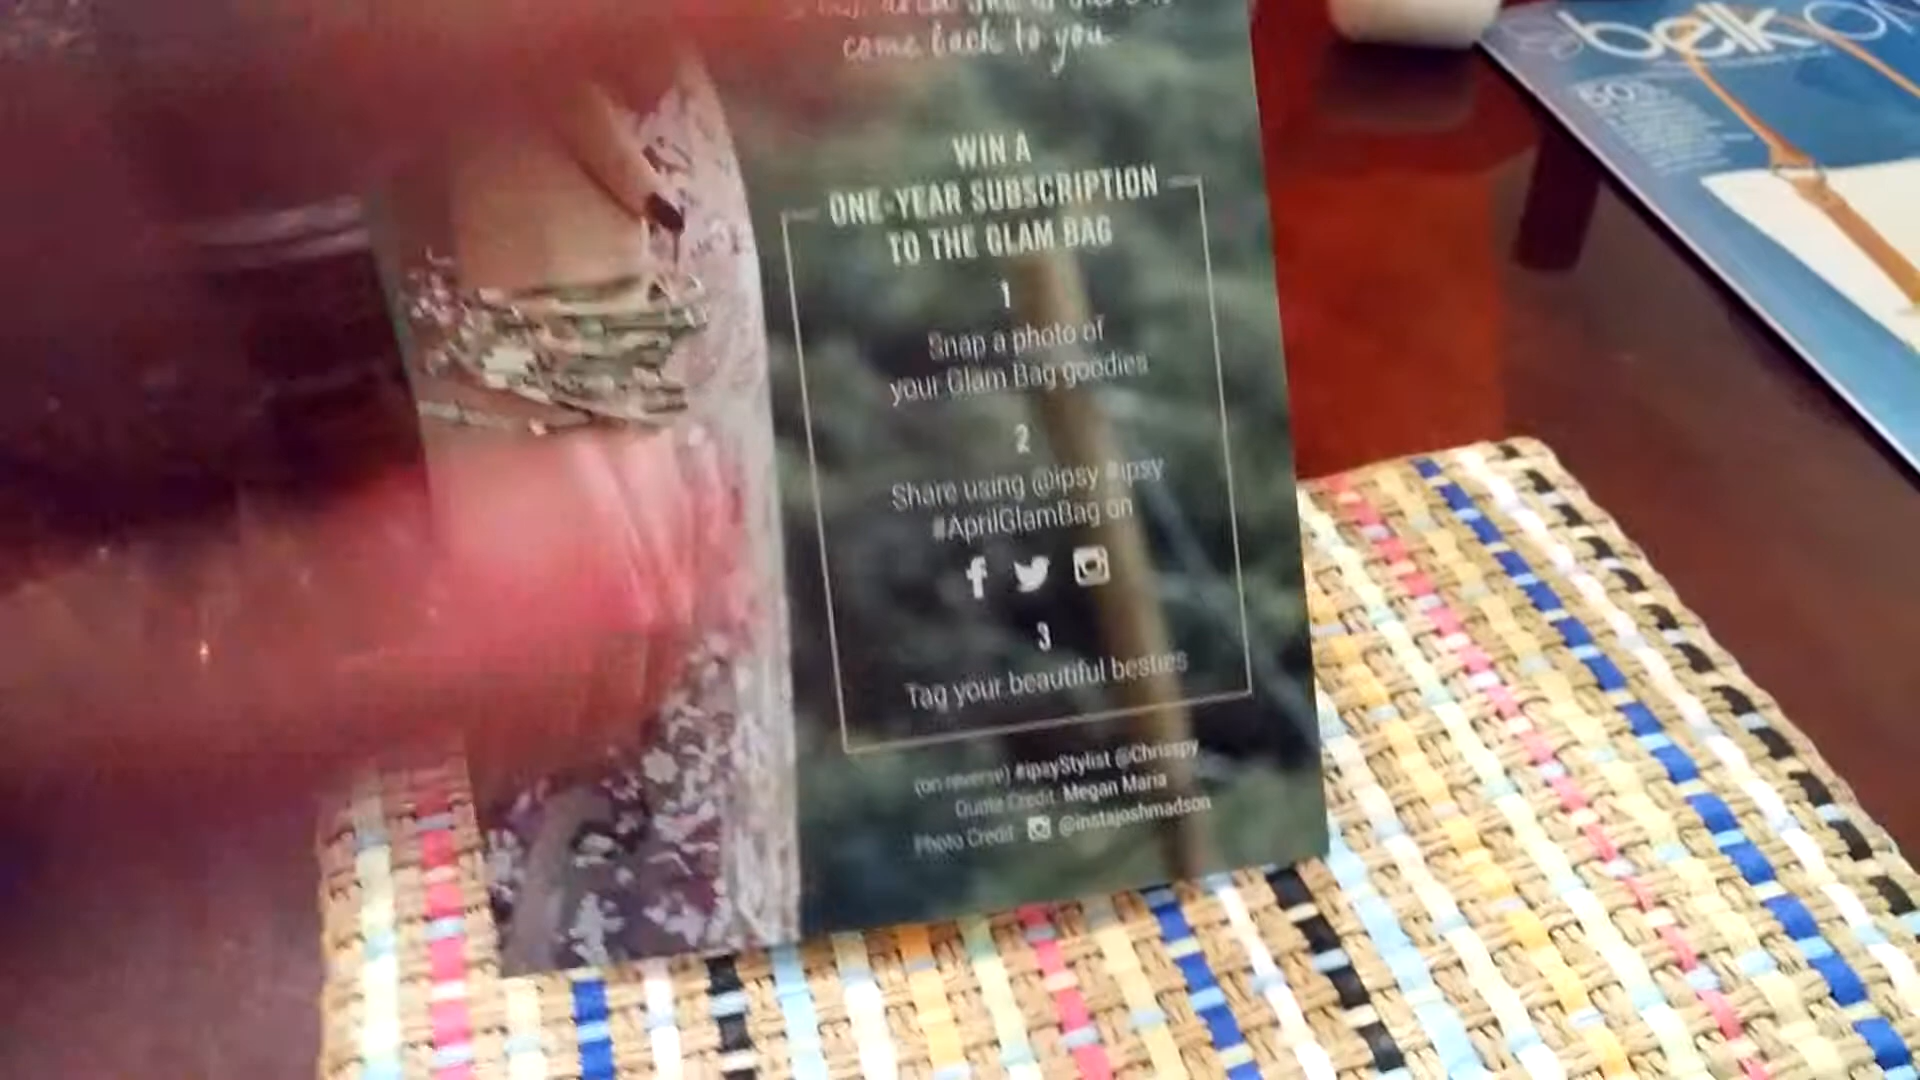 come back to you
WIN A
ONE-YEAR SUBSCRIPTION
TO THE GLAM BAG
1
Snap a photo of
your Glam Bag goodies
2
Share using @ipsy #ipsy
#AprilGlamBag on
3
Tag your beautiful besties
(on reverse) #ipsyStylist @Chrisspy
Quote Credit Megan Maria
Photo Credit @instajoshmadson
belk